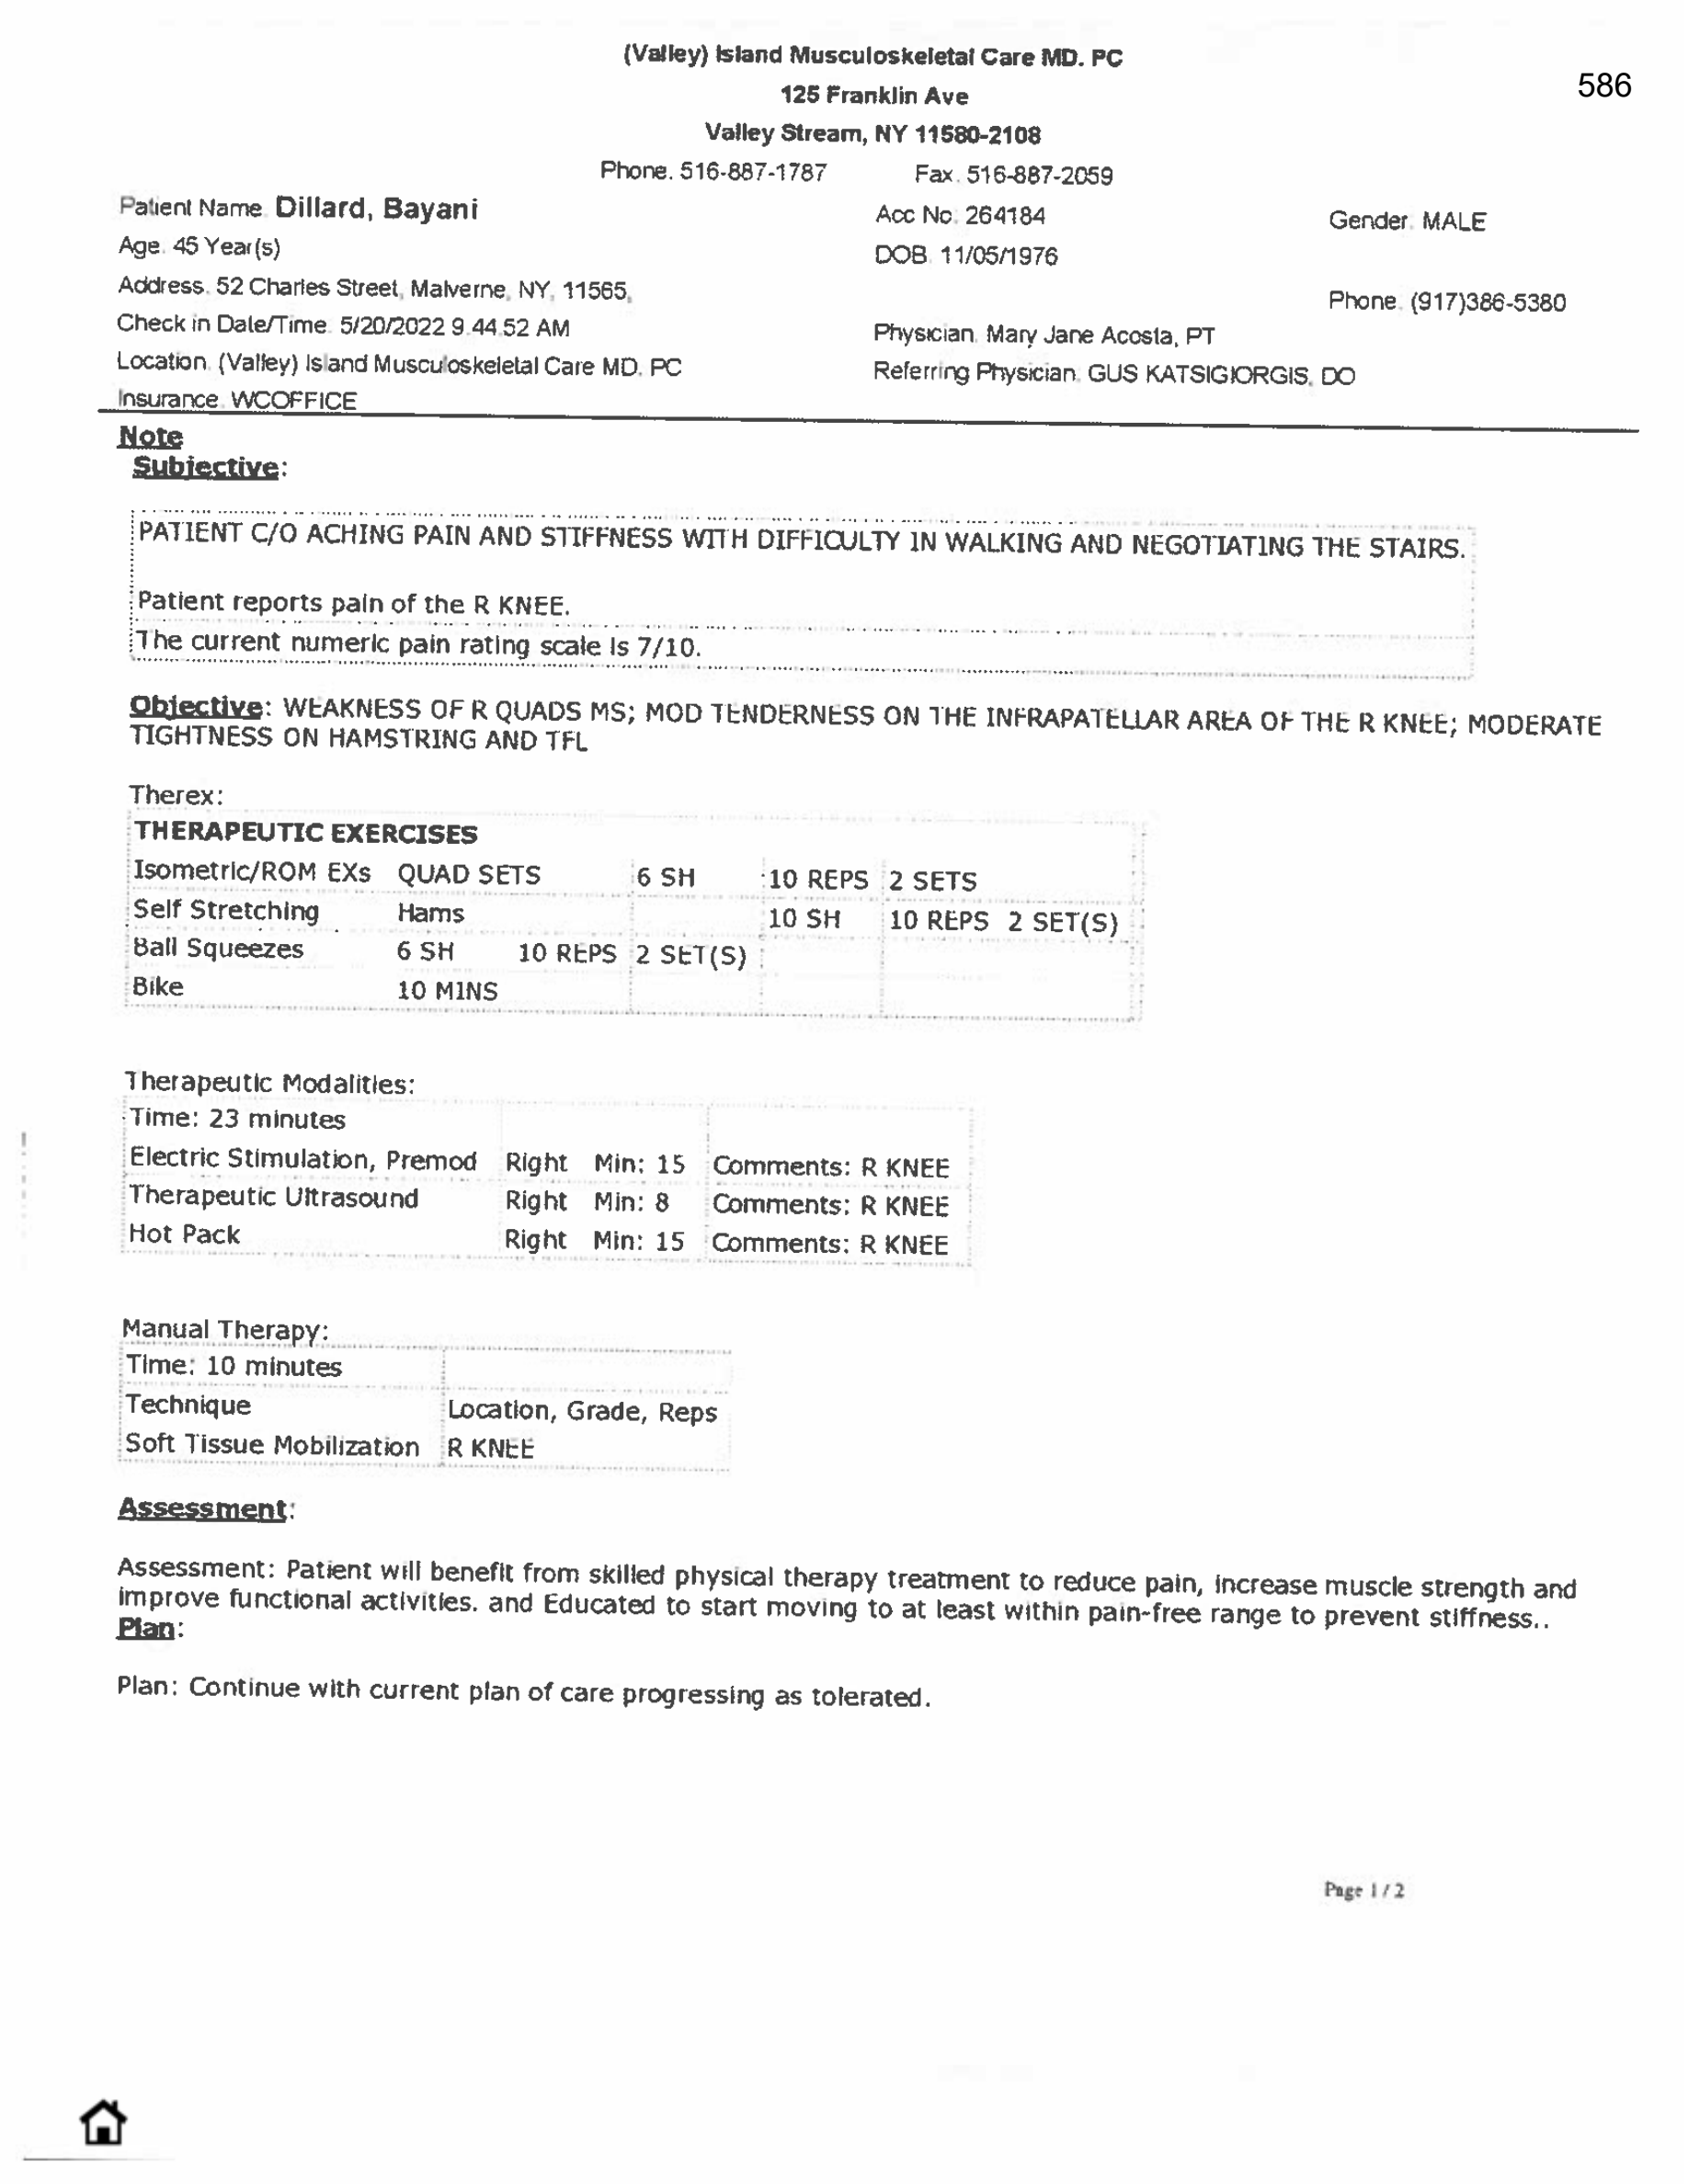 (Valley) Island Musculoskeletal Care MD. PC
586
125 Franklin Ave
Valley Stream, NY 11580-2108
Phone. 516-887-1787 Fax. 516-887-2059
Patient Name. Dillard, Bayani Acc No. 264184 Gender. MALE
Age. 45 Year(s) DOB. 11/05/1976
Address. 52 Charles Street, Malverne, NY, 11565, Phone. (917)386-5380
Check in Date/Time. 5/20/2022 9.44.52 AM Physician. Mary Jane Acosta, PT
Location. (Valley) Island Musculoskeletal Care MD. PC Referring Physician. GUS KATSIGIORGIS, DO
Insurance. WCOFFICE
Note
Subjective:
PATIENT C/O ACHING PAIN AND STIFFNESS WITH DIFFICULTY IN WALKING AND NEGOTIATING THE STAIRS.
Patient reports pain of the R KNEE.
The current numeric pain rating scale is 7/10.
Objective: WEAKNESS OF R QUADS MS; MOD TENDERNESS ON THE INFRAPATELLAR AREA OF THE R KNEE; MODERATE
TIGHTNESS ON HAMSTRING AND TFL
Therex:
THERAPEUTIC EXERCISES
Isometric/ROM EXs QUAD SETS 6 SH 10 REPS 2 SETS
Self Stretching Hams 10 SH 10 REPS 2 SET(S)
Ball Squeezes 6 SH 10 REPS 2 SET(S)
Bike 10 MINS
Therapeutic Modalities:
Time: 23 minutes
Electric Stimulation, Premod Right Min: 15 Comments: R KNEE
Therapeutic Ultrasound Right Min: 8 Comments: R KNEE
Hot Pack Right Min: 15 Comments: R KNEE
Manual Therapy:
Time: 10 minutes
Technique Location, Grade, Reps
Soft Tissue Mobilization R KNEE
Assessment:
Assessment: Patient will benefit from skilled physical therapy treatment to reduce pain, increase muscle strength and
improve functional activities. and Educated to start moving to at least within pain-free range to prevent stiffness..
Plan:
Plan: Continue with current plan of care progressing as tolerated.
Page 1 / 2